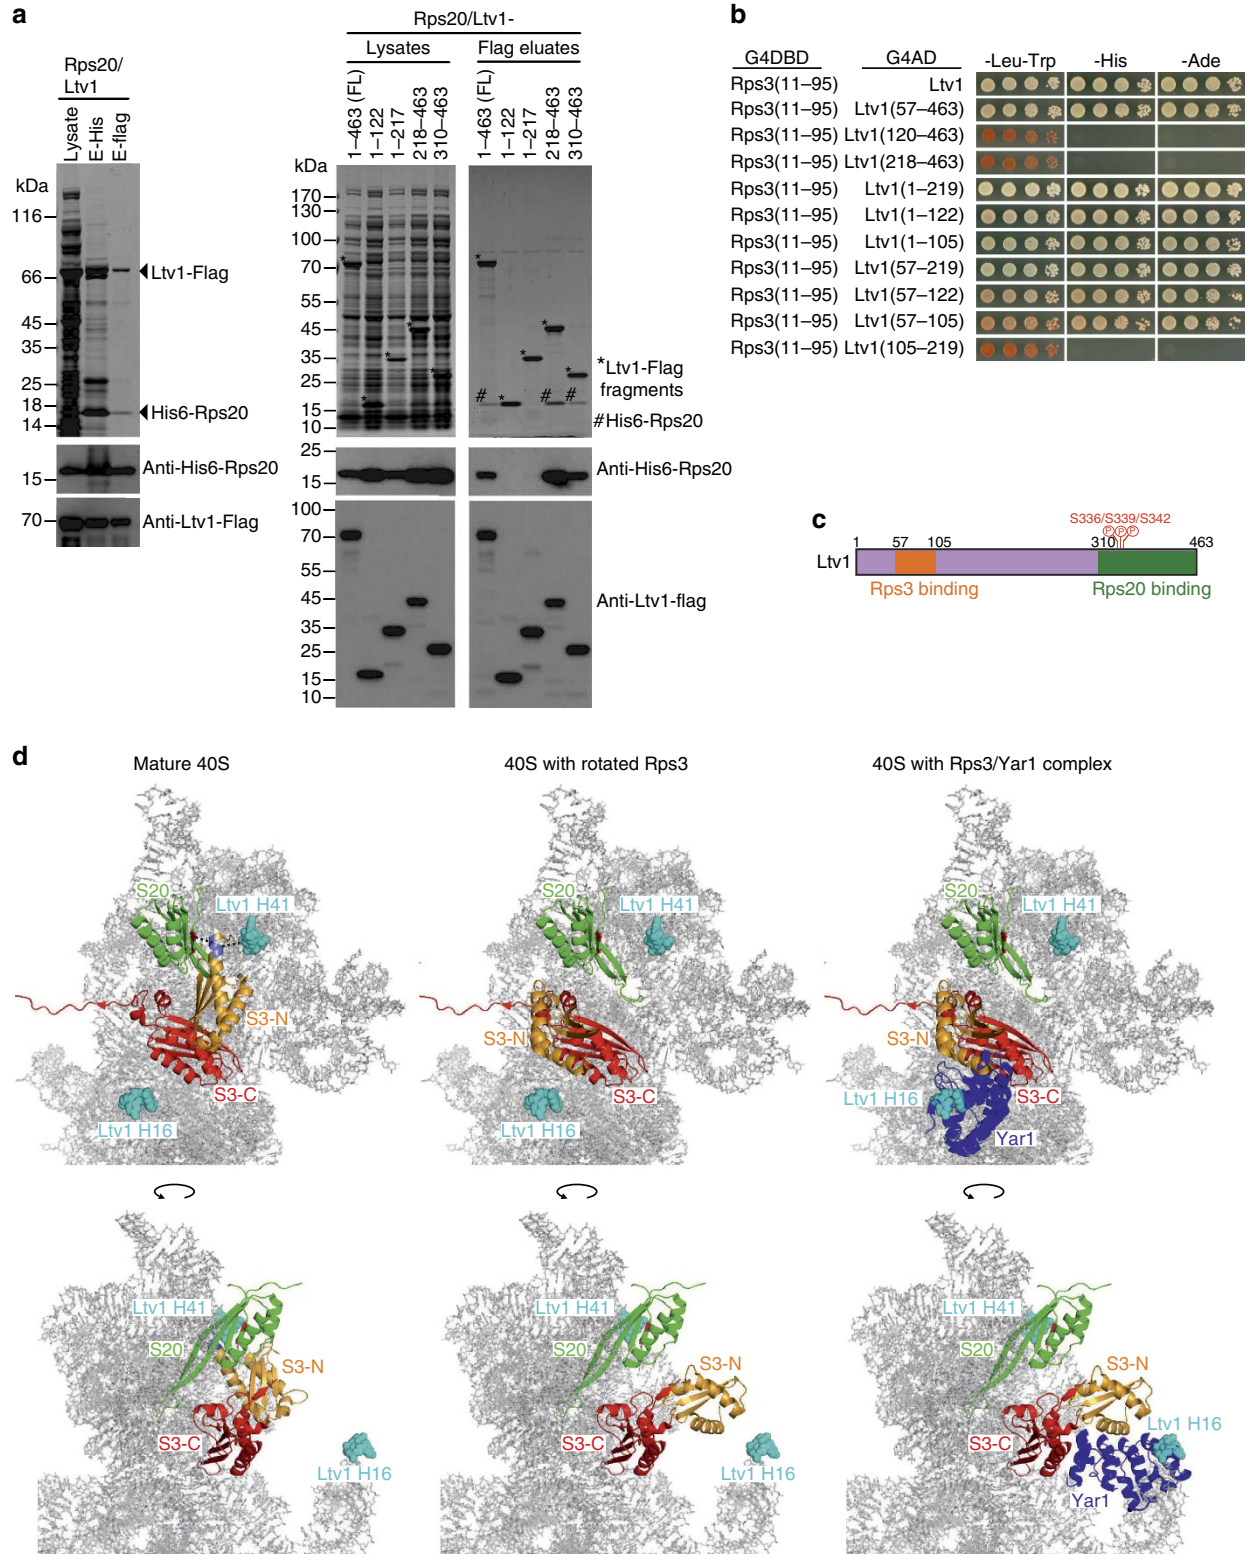 a
Rps20/
Ltv1
Lysate
E-His
E-flag
kDa
116
66
45
35
25
18
14
Ltv1-Flag
His6-Rps20
15
Anti-His6-Rps20
70
Anti-Ltv1-Flag
Rps20/Ltv1-
Lysates
Flag eluates
1–463 (FL)
1–122
1–217
218–463
310–463
1–463 (FL)
1–122
1–217
218–463
310–463
kDa
170
130
100
70
55
45
35
25
15
10
*Ltv1-Flag
fragments
#His6-Rps20
25
15
Anti-His6-Rps20
100
70
55
45
35
25
15
10
Anti-Ltv1-flag
b
G4DBD G4AD -Leu-Trp -His -Ade
Rps3(11–95) Ltv1
Rps3(11–95) Ltv1(57–463)
Rps3(11–95) Ltv1(120–463)
Rps3(11–95) Ltv1(218–463)
Rps3(11–95) Ltv1(1–219)
Rps3(11–95) Ltv1(1–122)
Rps3(11–95) Ltv1(1–105)
Rps3(11–95) Ltv1(57–219)
Rps3(11–95) Ltv1(57–122)
Rps3(11–95) Ltv1(57–105)
Rps3(11–95) Ltv1(105–219)
c
S336/S339/S342
P P P
1 57 105 310 463
Ltv1
Rps3 binding Rps20 binding
d
Mature 40S
S20
Ltv1 H41
S3-N
S3-C
Ltv1 H16
40S with rotated Rps3
S20
Ltv1 H41
S3-N
S3-C
Ltv1 H16
40S with Rps3/Yar1 complex
S20
Ltv1 H41
S3-N
Ltv1 H16
S3-C
Yar1
Ltv1 H41
S20
S3-N
S3-C
Ltv1 H16
Ltv1 H41
S20
S3-N
S3-C
Ltv1 H16
Ltv1 H41
S20
S3-N
Ltv1 H16
S3-C
Yar1